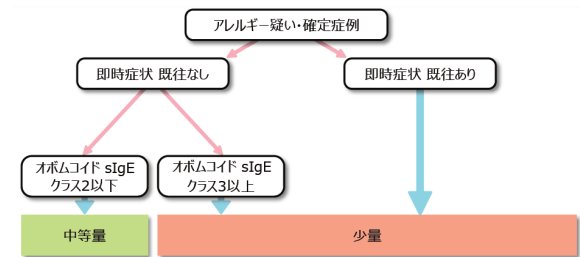 アレルギー疑い・確定症例
即時症状 既往なし
即時症状 既往あり
オボムコイド sIgE
クラス2以下
オボムコイド sIgE
クラス3以上
中等量
少量